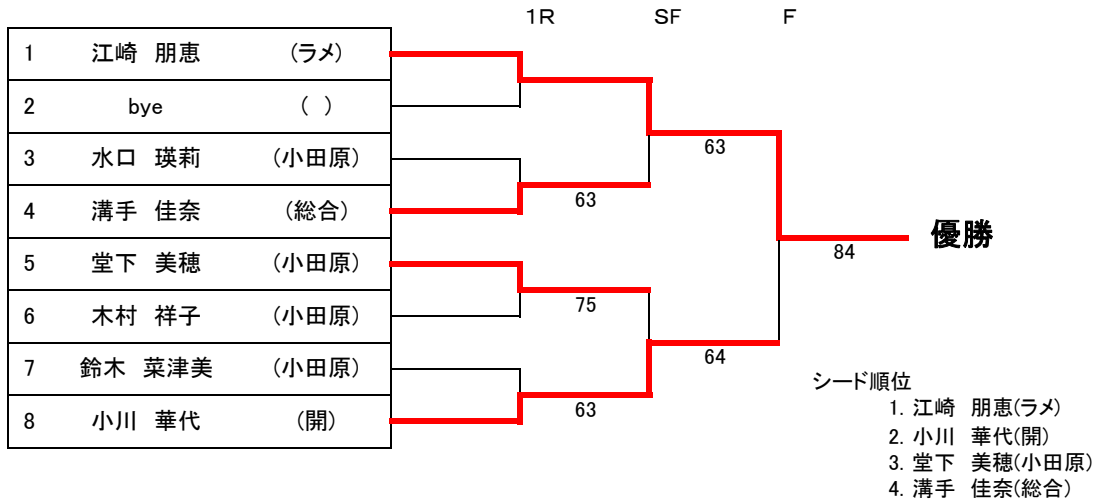 1R SF F
1 江崎 朋恵 (ラメ)
2 bye ( )
3 水口 瑛莉 (小田原)
4 溝手 佳奈 (総合)
5 堂下 美穂 (小田原)
6 木村 祥子 (小田原)
7 鈴木 菜津美 (小田原)
8 小川 華代 (開)
63
63
75
63
64
84
優勝
シード順位
1. 江崎 朋恵(ラメ)
2. 小川 華代(開)
3. 堂下 美穂(小田原)
4. 溝手 佳奈(総合)